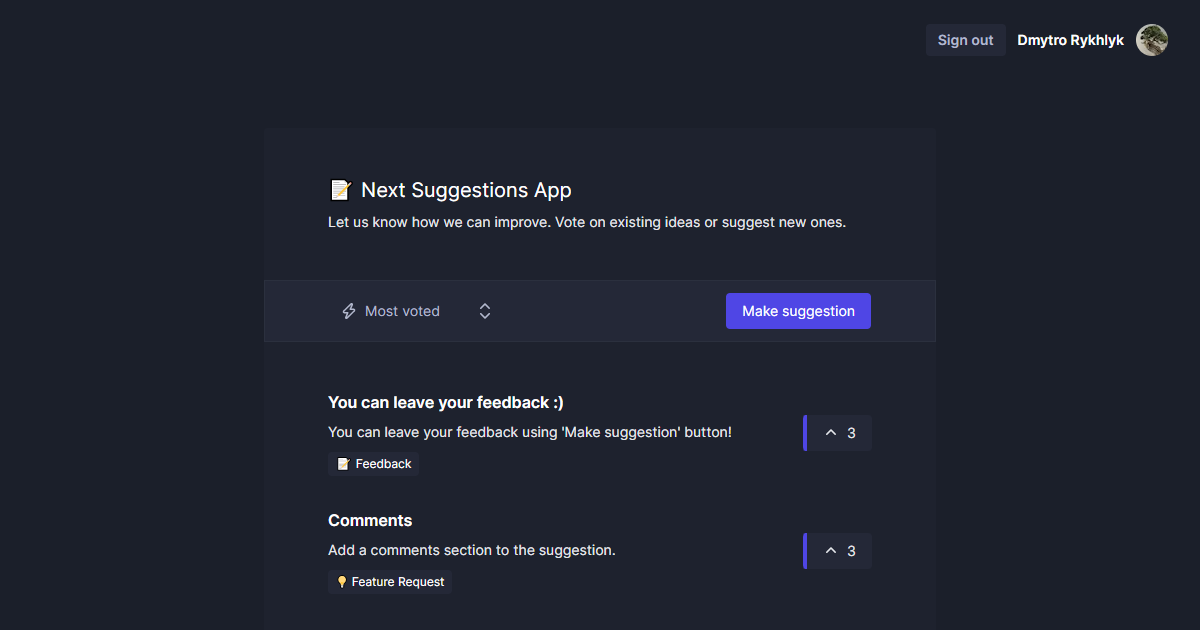 Sign out
Dmytro Rykhlyk
📝 Next Suggestions App
Let us know how we can improve. Vote on existing ideas or suggest new ones.
Most voted
Make suggestion
You can leave your feedback :)
You can leave your feedback using 'Make suggestion' button!
3
📝 Feedback
Comments
Add a comments section to the suggestion.
3
💡 Feature Request